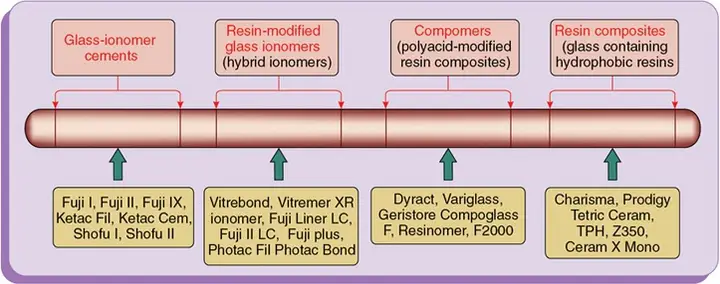 Glass-ionomer
cements
Resin-modified
glass ionomers
(hybrid ionomers)
Compomers
(polyacid-modified
resin composites)
Resin composites
(glass containing
hydrophobic resins
Fuji I, Fuji II, Fuji IX,
Ketac Fil, Ketac Cem,
Shofu I, Shofu II
Vitrebond, Vitremer XR
ionomer, Fuji Liner LC,
Fuji II LC, Fuji plus,
Photac Fil Photac Bond
Dyract, Variglass,
Geristore Compoglass
F, Resinomer, F2000
Charisma, Prodigy
Tetric Ceram,
TPH, Z350,
Ceram X Mono